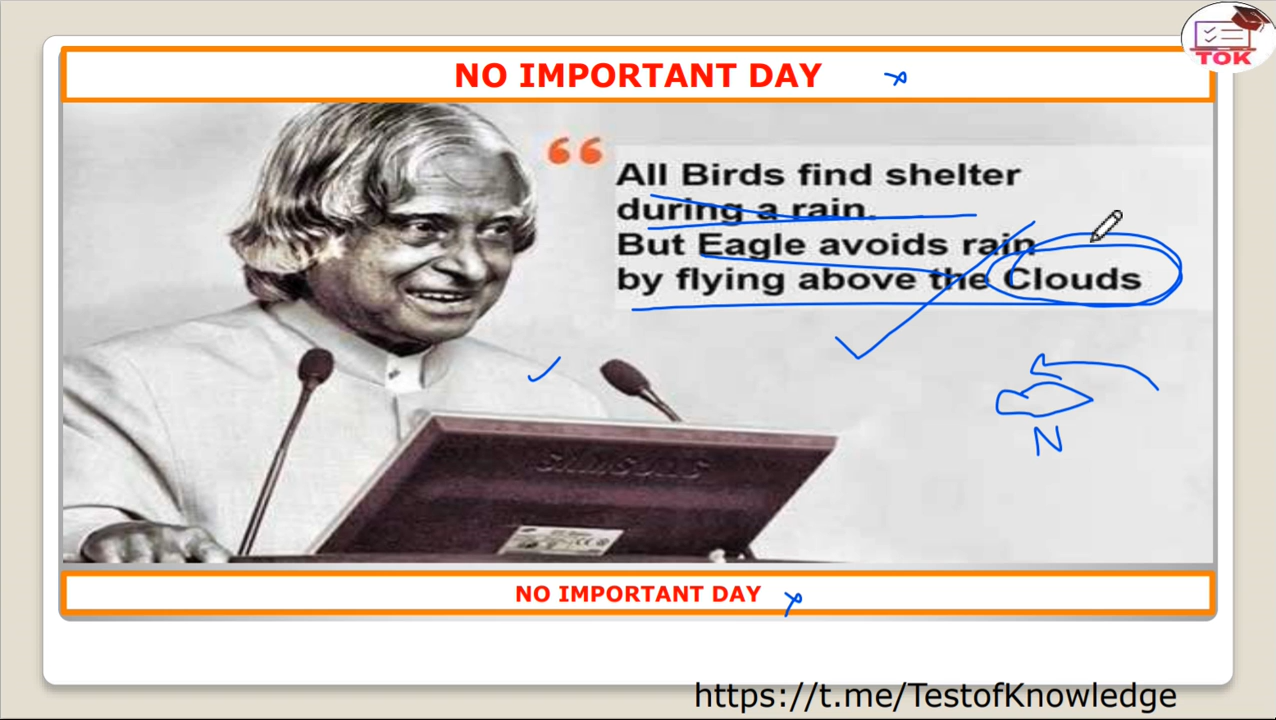 NO IMPORTANT DAY
TOK
All Birds find shelter
during a rain.
But Eagle avoids rain
by flying above the Clouds
N
SAMSUNG
NO IMPORTANT DAY
https://t.me/TestofKnowledge